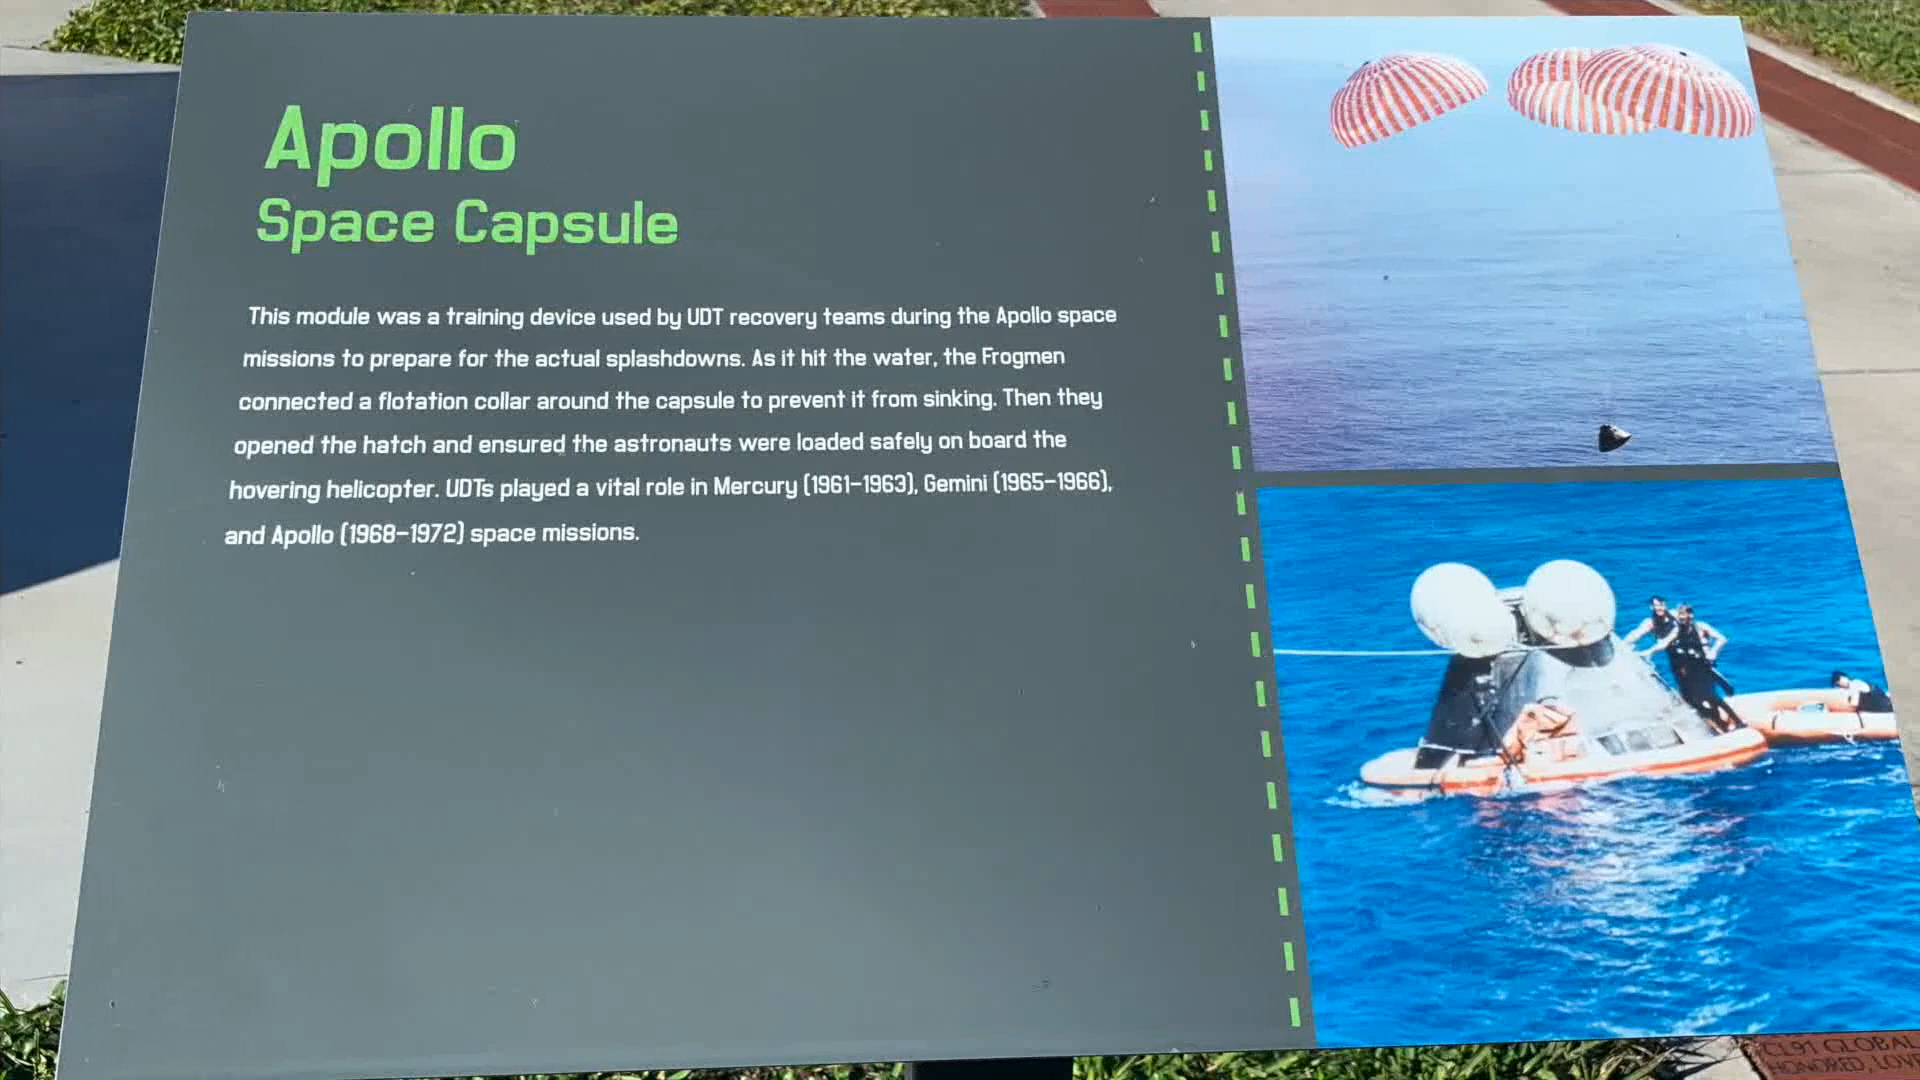 Apollo
Space Capsule
This module was a training device used by UDT recovery teams during the Apollo space
missions to prepare for the actual splashdowns. As it hit the water, the Frogmen
connected a flotation collar around the capsule to prevent it from sinking. Then they
opened the hatch and ensured the astronauts were loaded safely on board the
hovering helicopter. UDTs played a vital role in Mercury (1961-1963), Gemini (1965-1966),
and Apollo (1968-1972) space missions.
GLOBAL
HONORED,